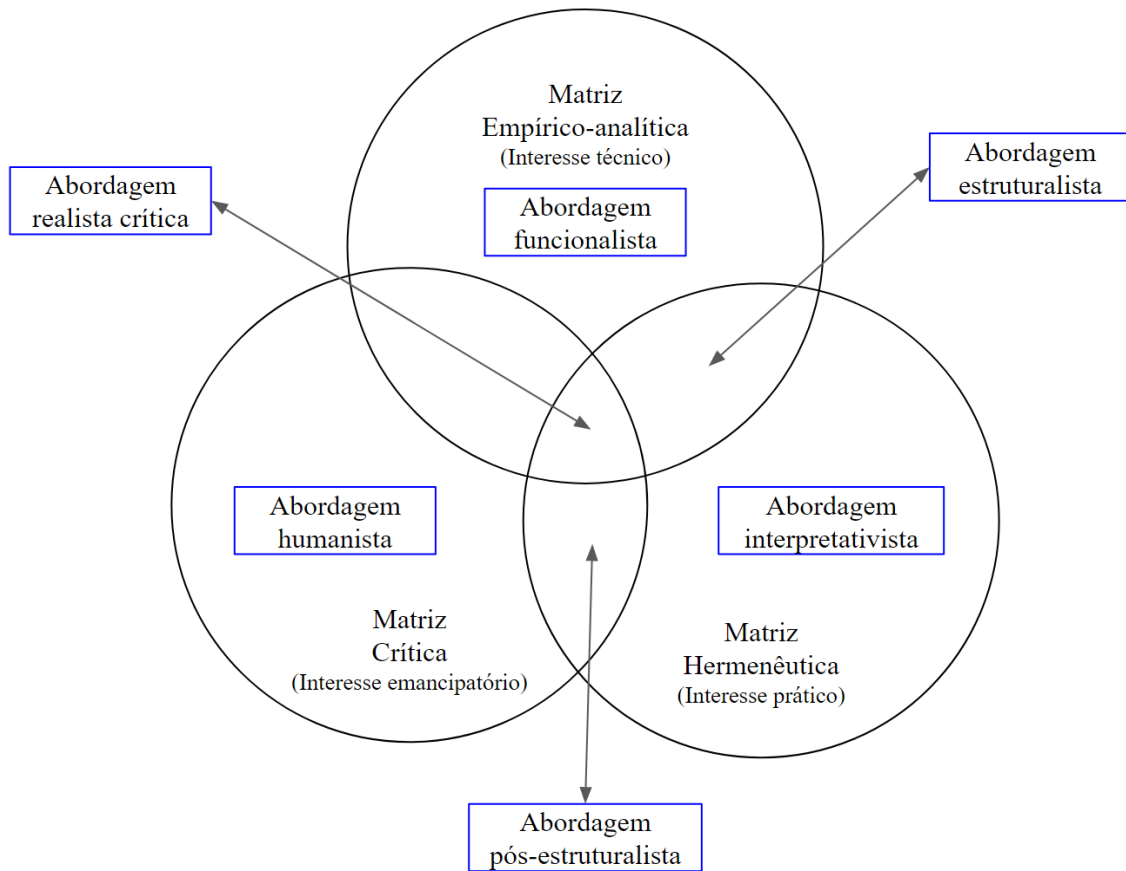 Matriz
Empírico-analítica
(Interesse técnico)
Abordagem
estruturalista
Abordagem
realista crítica
Abordagem
funcionalista
Abordagem
humanista
Abordagem
interpretativista
Matriz
Crítica
(Interesse emancipatório)
Matriz
Hermenêutica
(Interesse prático)
Abordagem
pós-estruturalista